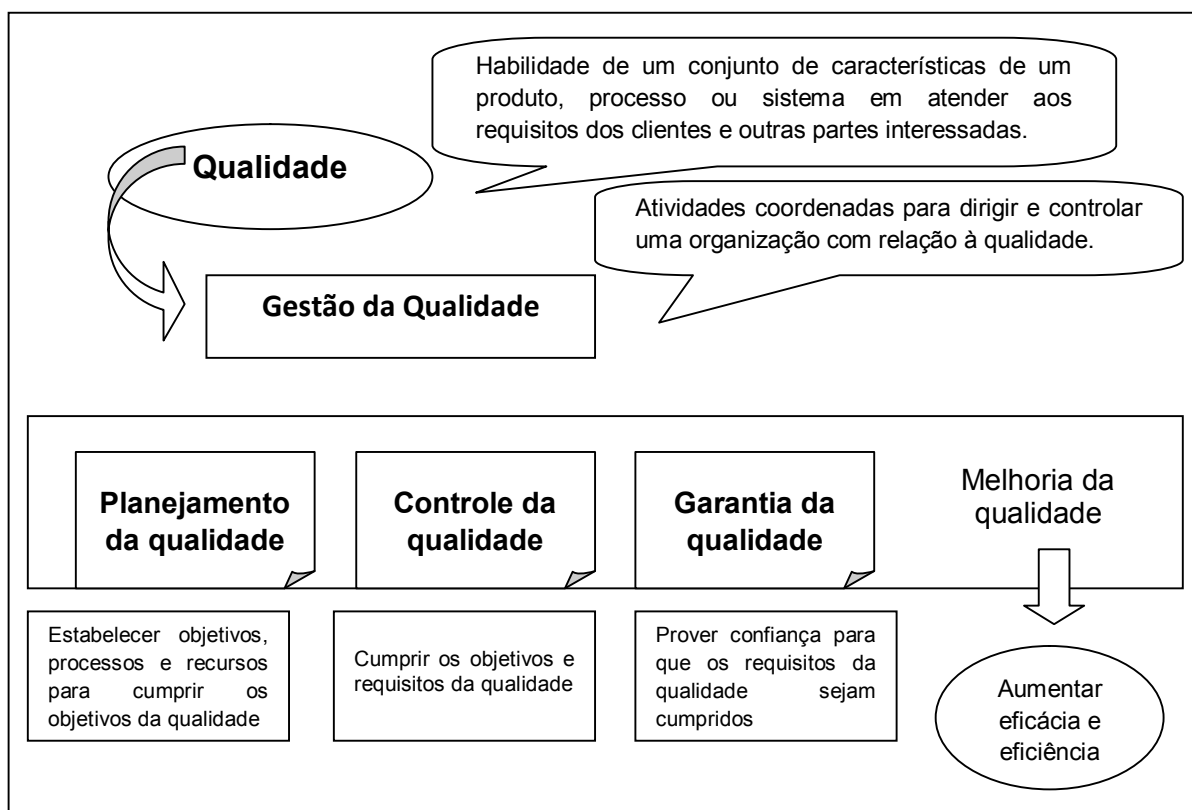 Habilidade de um conjunto de características de um
produto, processo ou sistema em atender aos
requisitos dos clientes e outras partes interessadas.
Qualidade
Atividades coordenadas para dirigir e controlar
uma organização com relação à qualidade.
Gestão da Qualidade
Planejamento
da qualidade
Controle da
qualidade
Garantia da
qualidade
Melhoria da
qualidade
Estabelecer objetivos,
processos e recursos
para cumprir os
objetivos da qualidade
Cumprir os objetivos e
requisitos da qualidade
Prover confiança para
que os requisitos da
qualidade sejam
cumpridos
Aumentar
eficácia e
eficiência